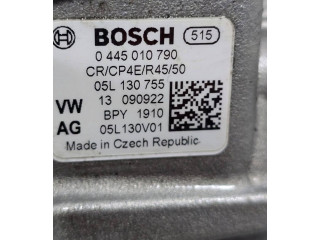 BOSCH 515
0 445 010 790
CR/CP4E/R45/50
05L 130 755
VW 13 090922
BPY 1910
AG 05L130V01
Made in Czech Republic